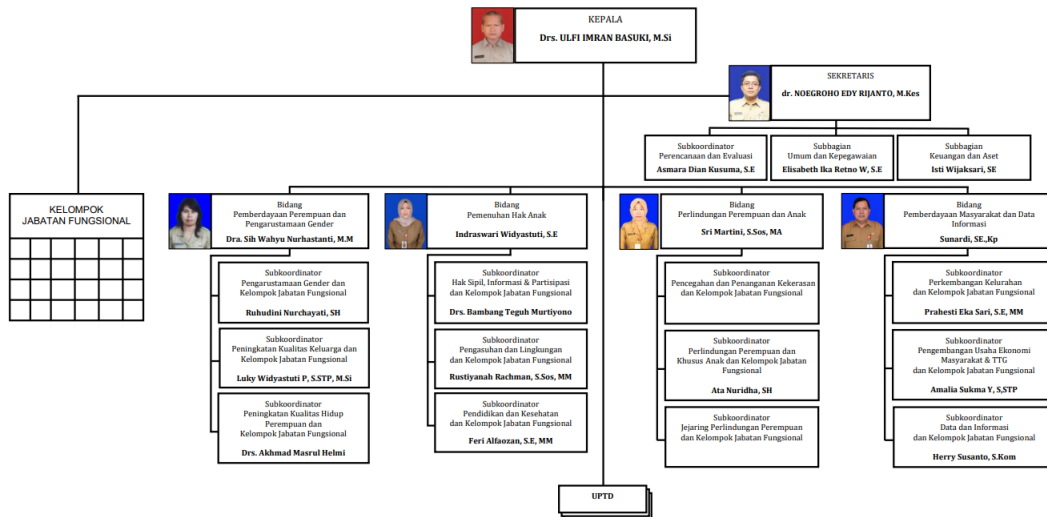 KEPALA
Drs. ULFI IMRAN BASUKI, M.Si
SEKRETARIS
dr. NOEGROHO EDY RIJANTO, M.Kes
Subkoordinator
Perencanaan dan Evaluasi
Asmara Dian Kusuma, S.E
Subbagian
Umum dan Kepegawaian
Elisabeth Ika Retno W, S.E
Subbagian
Keuangan dan Aset
Isti Wijaksari, SE
KELOMPOK
JABATAN FUNGSIONAL
Bidang
Pemberdayaan Perempuan dan
Pengarustamaan Gender
Dra. Sih Wahyu Nurhastanti, M.M
Subkoordinator
Pengarustamaan Gender dan
Kelompok Jabatan Fungsional
Ruhudini Nurchayati, SH
Subkoordinator
Peningkatan Kualitas Keluarga dan
Kelompok Jabatan Fungsional
Luky Widyastuti P, S.STP, M.Si
Subkoordinator
Peningkatan Kualitas Hidup
Perempuan dan
Kelompok Jabatan Fungsional
Drs. Akhmad Masrul Helmi
Bidang
Pemenuhan Hak Anak
Indraswari Widyastuti, S.E
Subkoordinator
Hak Sipil, Informasi & Partisipasi
dan Kelompok Jabatan Fungsional
Drs. Bambang Teguh Murtiyono
Subkoordinator
Pengasuhan dan Lingkungan
dan Kelompok Jabatan Fungsional
Rustiyanah Rachman, S.Sos, MM
Subkoordinator
Pendidikan dan Kesehatan
dan Kelompok Jabatan Fungsional
Feri Alfaozan, S.E, MM
Bidang
Perlindungan Perempuan dan Anak
Sri Martini, S.Sos, MA
Subkoordinator
Pencegahan dan Penanganan Kekerasan
dan Kelompok Jabatan Fungsional
Subkoordinator
Perlindungan Perempuan dan
Khusus Anak dan Kelompok Jabatan
Fungsional
Ata Nuridha, SH
Subkoordinator
Jejaring Perlindungan Perempuan
dan Kelompok Jabatan Fungsional
Bidang
Pemberdayaan Masyarakat dan Data
Informasi
Sunardi, SE.,Kp
Subkoordinator
Perkembangan Kelurahan
dan Kelompok Jabatan Fungsional
Prahesti Eka Sari, S.E, MM
Subkoordinator
Pengembangan Usaha Ekonomi
Masyarakat & TTG
dan Kelompok Jabatan Fungsional
Amalia Sukma Y, S,STP
Subkoordinator
Data dan Informasi
dan Kelompok Jabatan Fungsional
Herry Susanto, S.Kom
UPTD